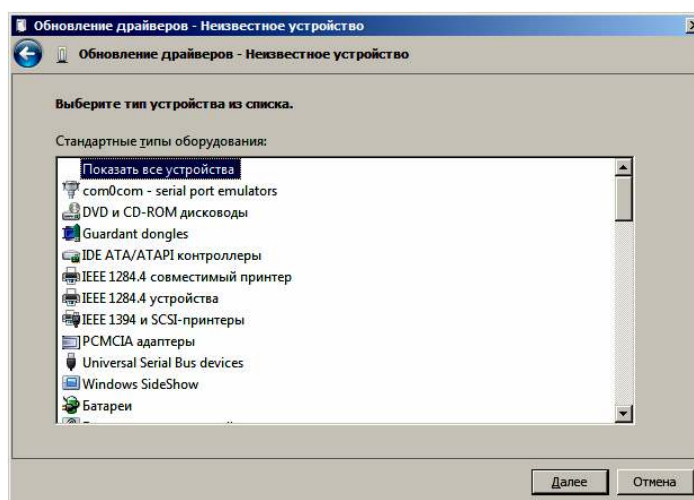 Обновление драйверов - Неизвестное устройство
Обновление драйверов - Неизвестное устройство
Выберите тип устройства из списка.
Стандартные типы оборудования:
Показать все устройства
com0com - serial port emulators
DVD и CD-ROM дисководы
Guardant dongles
IDE ATA/ATAPI контроллеры
IEEE 1284.4 совместимый принтер
IEEE 1284.4 устройства
IEEE 1394 и SCSI-принтеры
PCMCIA адаптеры
Universal Serial Bus devices
Windows SideShow
Батареи
Далее Отмена